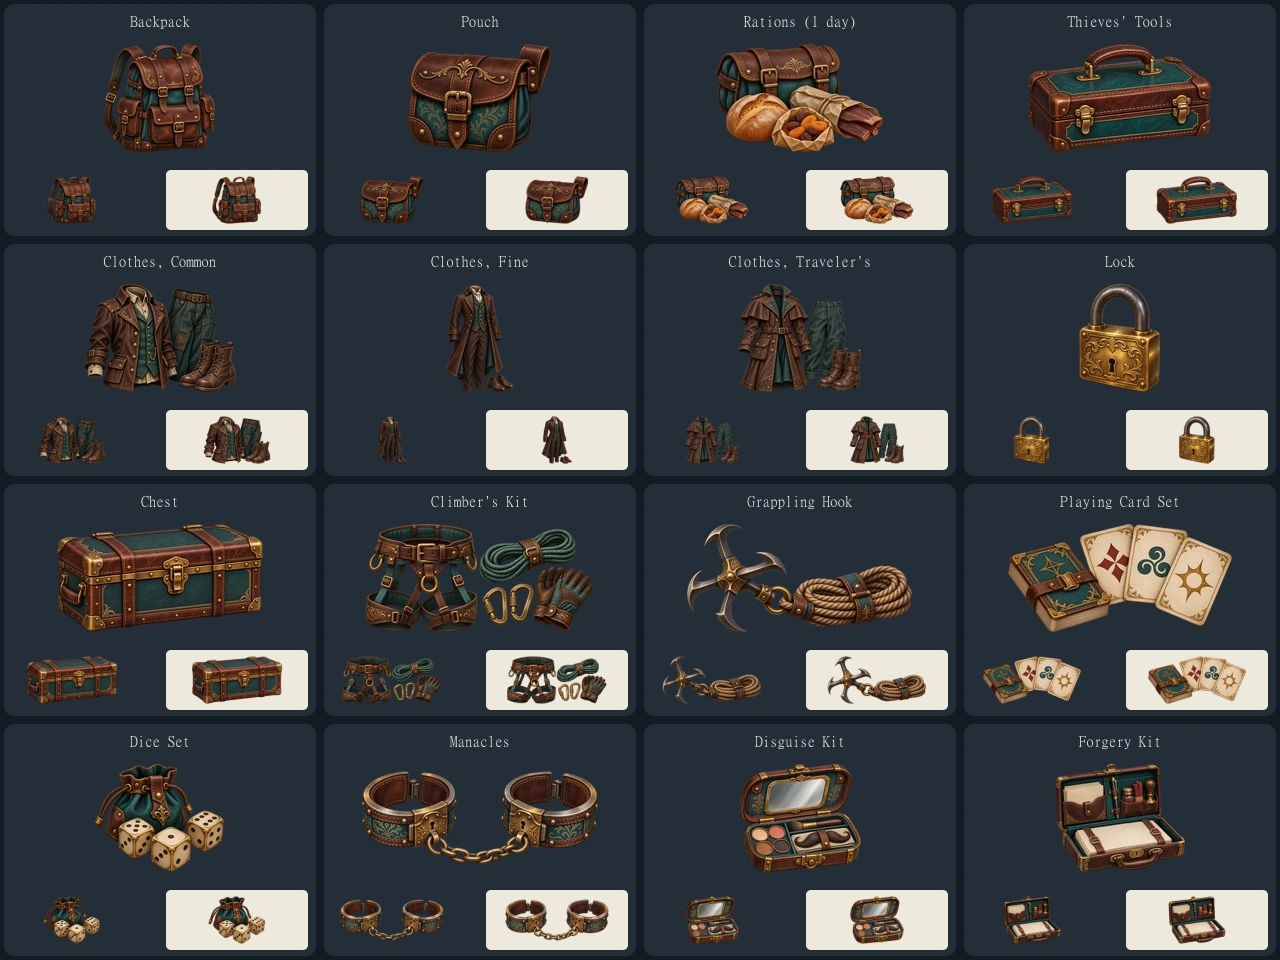 Backpack
Pouch
Rations (1 day)
Thieves' Tools
Clothes, Common
Clothes, Fine
Clothes, Traveler's
Lock
Chest
Climber's Kit
Grappling Hook
Playing Card Set
Dice Set
Manacles
Disguise Kit
Forgery Kit